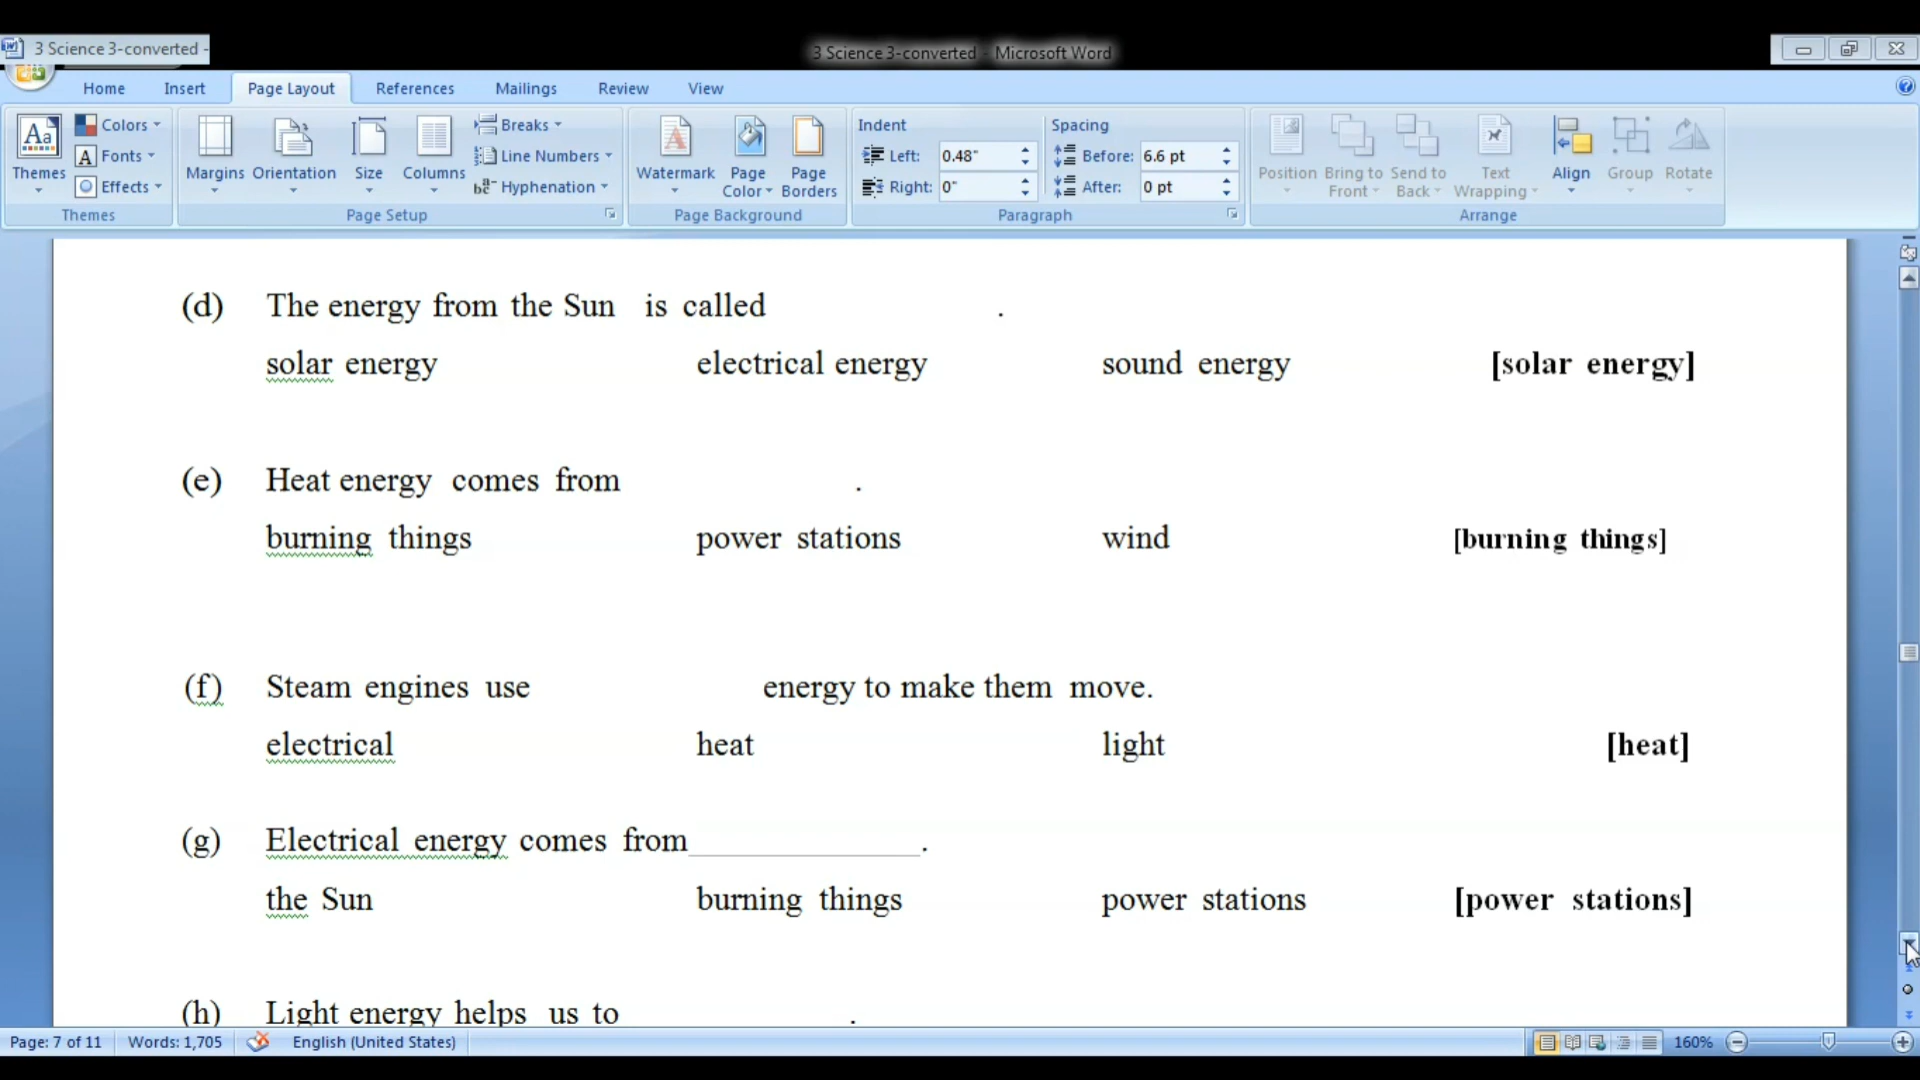 3 Science 3-converted -
3 Science 3-converted - Microsoft Word
Home Insert Page Layout References Mailings Review View
Aa Colors Breaks Indent Spacing
A Fonts Line Numbers Left: 0.48" Before: 6.6 pt
Themes Effects Margins Orientation Size Columns Hyphenation Watermark Page Color Page Borders Right: 0" After: 0 pt Position Bring to Front Send to Back Text Wrapping Align Group Rotate
Themes Page Setup Page Background Paragraph Arrange
(d) The energy from the Sun is called .
solar energy electrical energy sound energy [solar energy]
(e) Heat energy comes from .
burning things power stations wind [burning things]
(f) Steam engines use energy to make them move.
electrical heat light [heat]
(g) Electrical energy comes from______________.
the Sun burning things power stations [power stations]
(h) Light energy helps us to .
Page: 7 of 11 Words: 1,705 English (United States) 160%